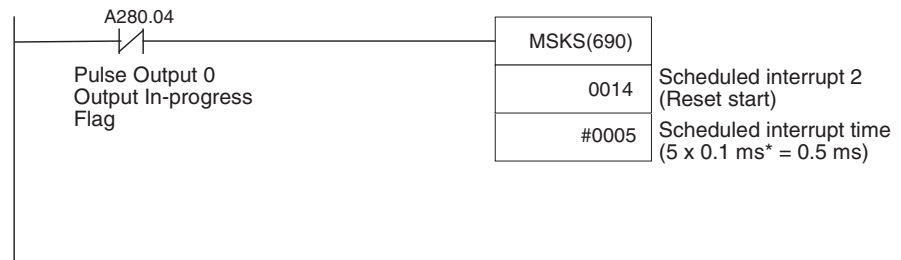 A280.04
MSKS(690)
Pulse Output 0
Output In-progress
Flag
0014
Scheduled interrupt 2
(Reset start)
#0005
Scheduled interrupt time
(5 x 0.1 ms* = 0.5 ms)